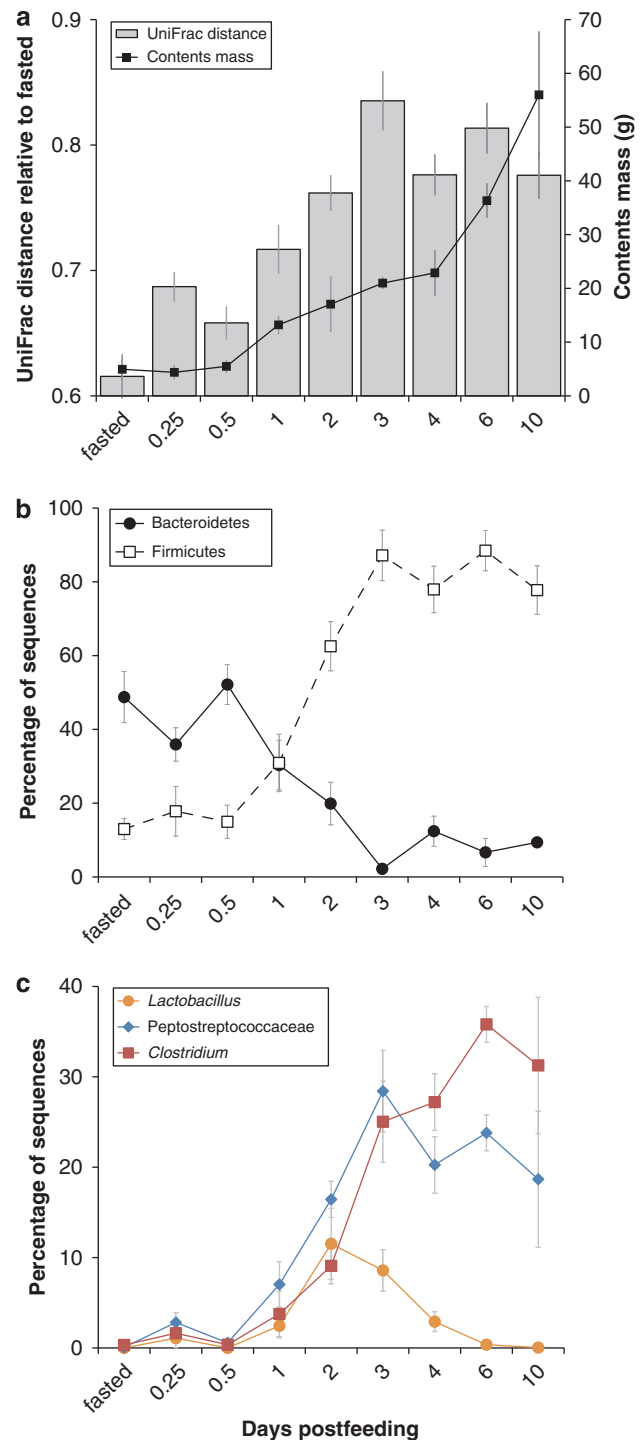 a
UniFrac distance relative to fasted
0.9
0.8
0.7
0.6
UniFrac distance
Contents mass
70
60
50
40
30
20
10
0
Contents mass (g)
fasted
0.25
0.5
1
2
3
4
6
10
b
Percentage of sequences
100
80
60
40
20
0
Bacteroidetes
Firmicutes
fasted
0.25
0.5
1
2
3
4
6
10
c
Percentage of sequences
40
30
20
10
0
Lactobacillus
Peptostreptococcaceae
Clostridium
fasted
0.25
0.5
1
2
3
4
6
10
Days postfeeding